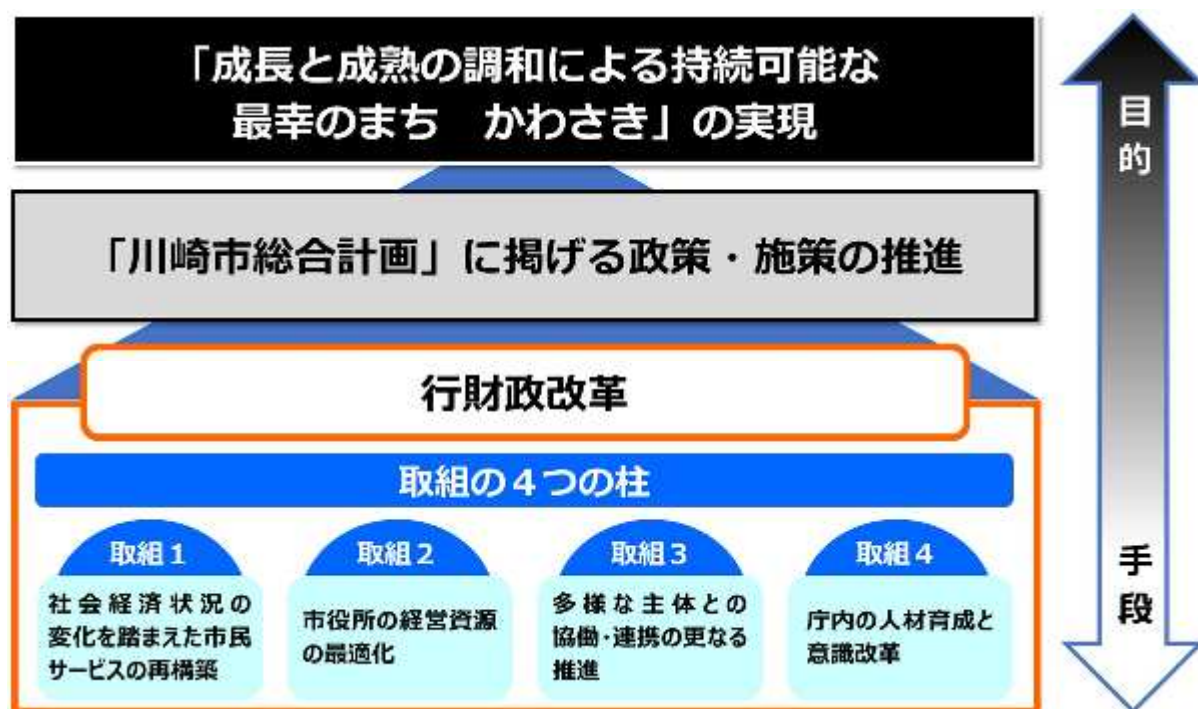 「成長と成熟の調和による持続可能な
最幸のまち　かわさき」の実現
「川崎市総合計画」に掲げる政策・施策の推進
行財政改革
取組の４つの柱
取組１
社会経済状況の
変化を踏まえた市民
サービスの再構築
取組２
市役所の経営資源
の最適化
取組３
多様な主体との
協働・連携の更なる
推進
取組４
庁内の人材育成と
意識改革
目的
手段